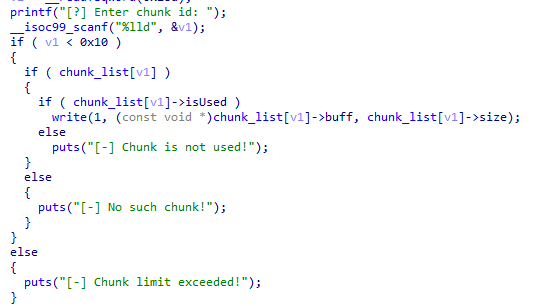 printf("[?] Enter chunk id: ");
__isoc99_scanf("%lld", &v1);
if ( v1 < 0x10 )
{
if ( chunk_list[v1] )
{
if ( chunk_list[v1]->isUsed )
write(1, (const void *)chunk_list[v1]->buff, chunk_list[v1]->size);
else
puts("[-] Chunk is not used!");
}
else
{
puts("[-] No such chunk!");
}
}
else
{
puts("[-] Chunk limit exceeded!");
}